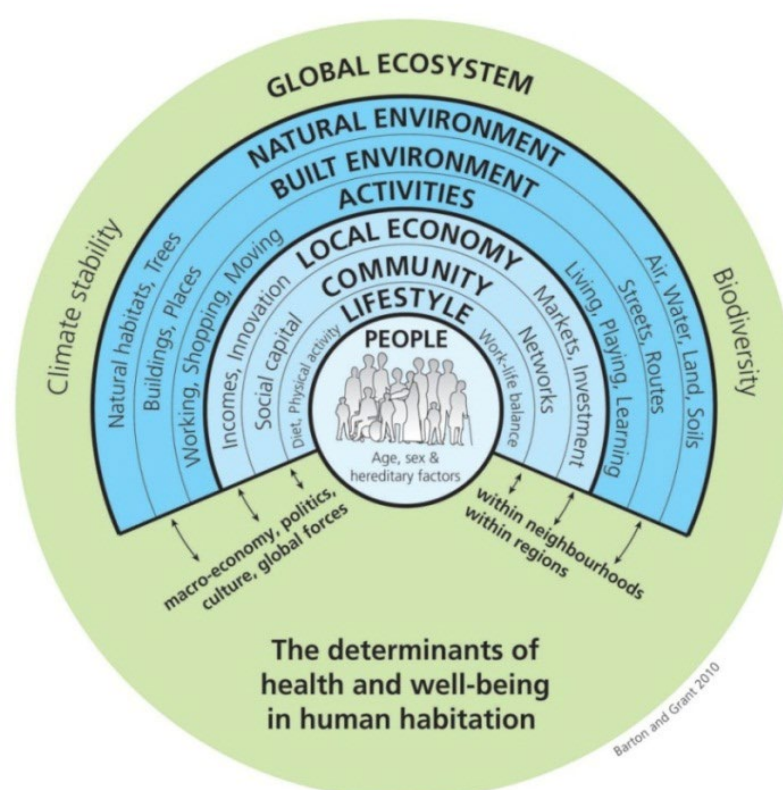 GLOBAL ECOSYSTEM
NATURAL ENVIRONMENT
BUILT ENVIRONMENT
ACTIVITIES
LOCAL ECONOMY
COMMUNITY
LIFESTYLE
PEOPLE
Age, sex &
hereditary factors
Climate stability
Natural habitats, Trees
Buildings, Places
Working, Shopping, Moving
Incomes, Innovation
Social capital
Diet, Physical activity
Work-life balance
Networks
Markets, Investment
Living, Playing, Learning
Streets, Routes
Air, Water, Land, Soils
Biodiversity
macro-economy, politics,
culture, global forces
within neighbourhoods
within regions
The determinants of
health and well-being
in human habitation
Barton and Grant 2010